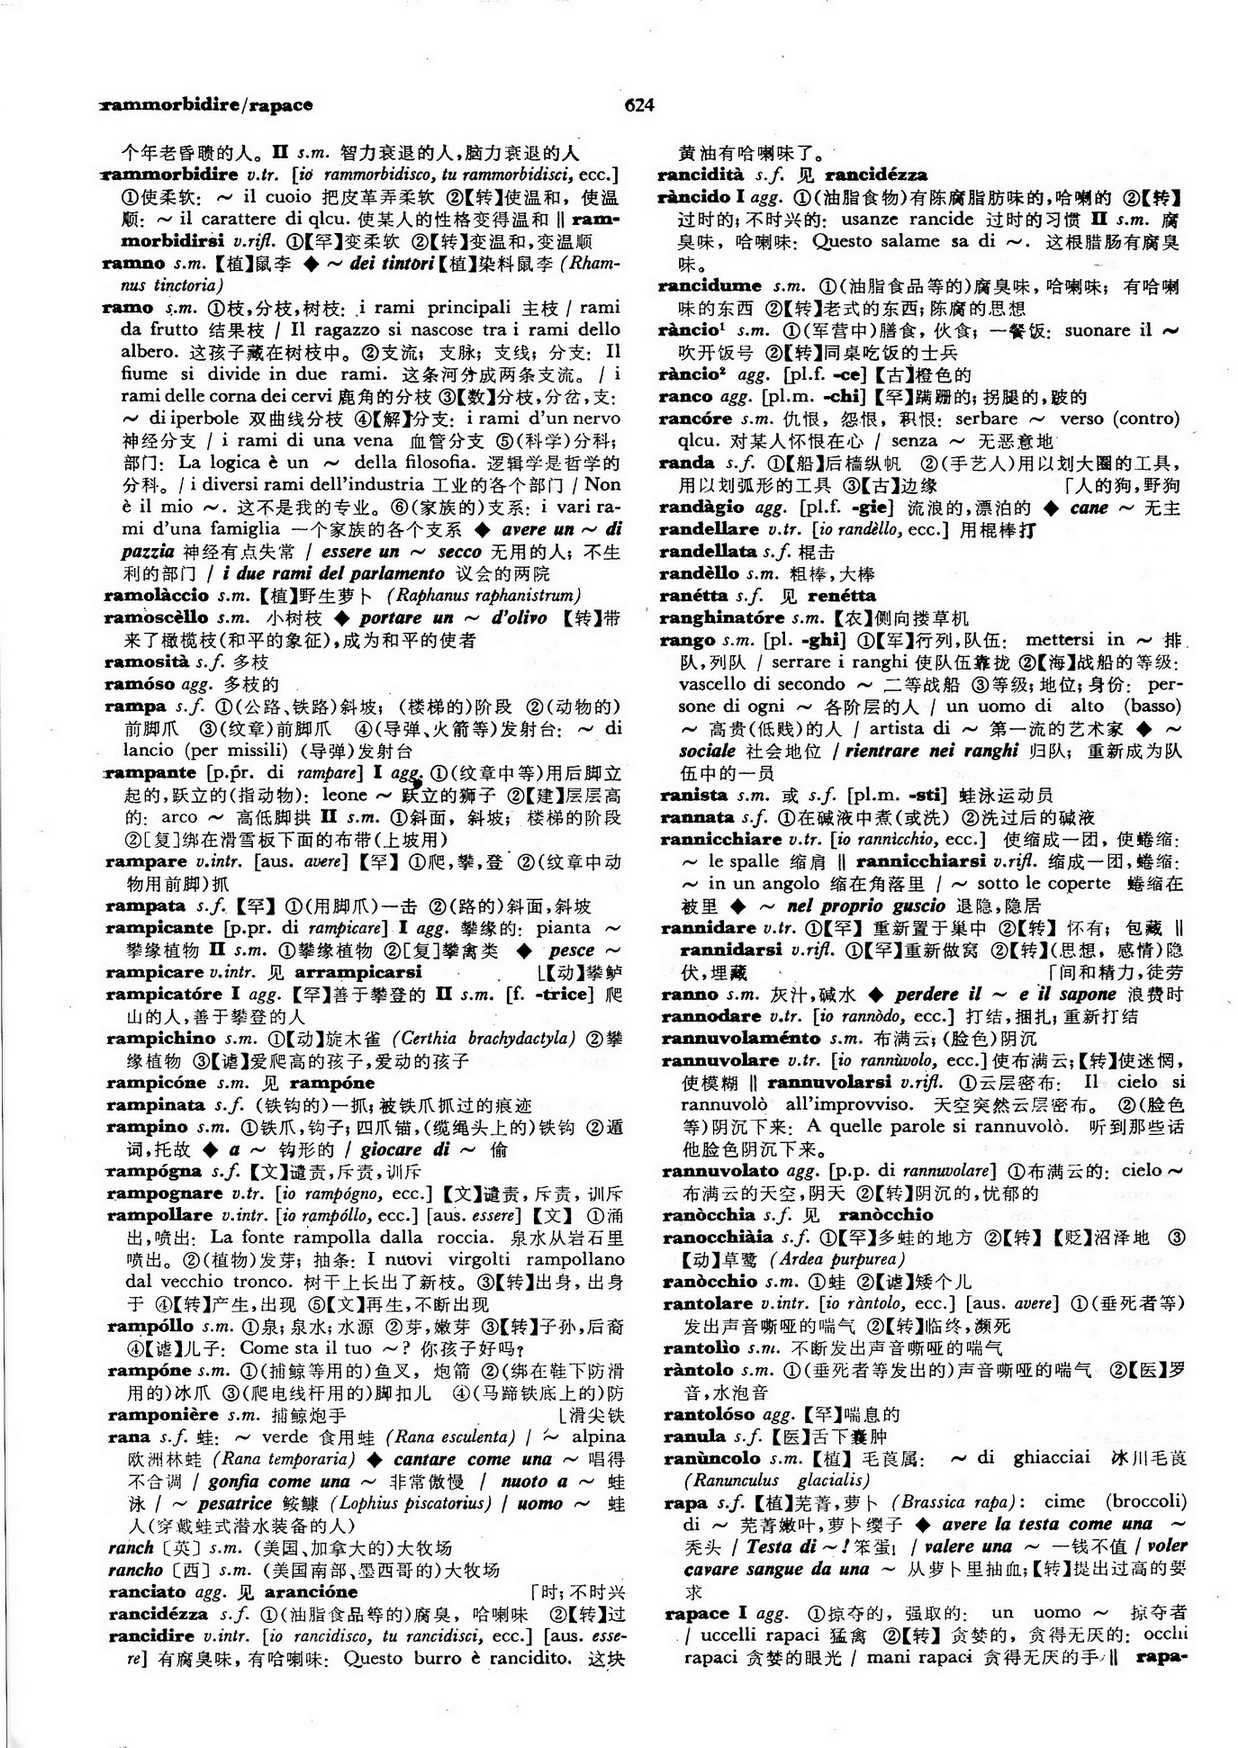 rammorbidire/rapace
624
个年老昏聩的人。II s.m. 智力衰退的人,脑力衰退的人
rammorbidire v.tr. [io rammorbidisco, tu rammorbidisci, ecc.]
①使柔软: ~ il cuoio 把皮革弄柔软 ②【转】使温和, 使温
顺: ~ il carattere di qlcu. 使某人的性格变得温和 ‖ ram-
morbidirsi v.rifl. ①【罕】变柔软 ②【转】变温和,变温顺
ramno s.m. 【植】鼠李 ◆ ~ dei tintori【植】染料鼠李 (Rham-
nus tinctoria)
ramo s.m. ①枝,分枝,树枝: i rami principali 主枝 / rami
da frutto 结果枝 / Il ragazzo si nascose tra i rami dello
albero. 这孩子藏在树枝中。②支流; 支脉; 支线; 分支: Il
fiume si divide in due rami. 这条河分成两条支流。/ i
rami delle corna dei cervi 鹿角的分枝 ③【数】分枝,分岔,支:
~ di iperbole 双曲线分枝 ④【解】分支: i rami d'un nervo
神经分支 / i rami di una vena 血管分支 ⑤(科学)分科;
部门: La logica è un ~ della filosofia. 逻辑学是哲学的
分科。/ i diversi rami dell'industria 工业的各个部门 / Non
è il mio ~. 这不是我的专业。⑥(家族的)支系: i vari ra-
mi d'una famiglia 一个家族的各个支系 ◆ avere un ~ di
pazzia 神经有点失常 / essere un ~ secco 无用的人; 不生
利的部门 / i due rami del parlamento 议会的两院
ramolàccio s.m. 【植】野生萝卜 (Raphanus raphanistrum)
ramoscèllo s.m. 小树枝 ◆ portare un ~ d'olivo 【转】带
来了橄榄枝(和平的象征),成为和平的使者
ramosità s.f. 多枝
ramóso agg. 多枝的
rampa s.f. ①(公路、铁路)斜坡; (楼梯的)阶段 ②(动物的)
前脚爪 ③(纹章)前脚爪 ④(导弹、火箭等)发射台: ~ di
lancio (per missili) (导弹)发射台
rampante [p.pr. di rampare] I agg. ①(纹章中等)用后脚立
起的,跃立的(指动物): leone ~ 跃立的狮子 ②【建】层层高
的: arco ~ 高低脚拱 II s.m. ①斜面, 斜坡; 楼梯的阶段
②[复]绑在滑雪板下面的布带(上坡用)
rampare v.intr. [aus. avere] 【罕】 ①爬,攀,登 ②(纹章中动
物用前脚)抓
rampata s.f. 【罕】 ①(用脚爪)一击 ②(路的)斜面,斜坡
rampicante [p.pr. di rampicare] I agg. 攀缘的: pianta ~
攀缘植物 II s.m. ①攀缘植物 ②[复]攀禽类 ◆ pesce ~
rampicare v.intr. 见 arrampicarsi ⌊【动】攀鲈
rampicatóre I agg. 【罕】善于攀登的 II s.m. [f. -trice] 爬
山的人,善于攀登的人
rampichino s.m. ①【动】旋木雀 (Certhia brachydactyla) ②攀
缘植物 ③【谑】爱爬高的孩子,爱动的孩子
rampicóne s.m. 见 rampóne
rampinata s.f. (铁钩的)一抓; 被铁爪抓过的痕迹
rampino s.m. ①铁爪,钩子; 四爪锚,(缆绳头上的)铁钩 ②遁
词,托故 ◆ a ~ 钩形的 / giocare di ~ 偷
rampógna s.f. 【文】谴责,斥责,训斥
rampognare v.tr. [io rampógno, ecc.] 【文】谴责, 斥责, 训斥
rampollare v.intr. [io rampóllo, ecc.] [aus. essere] 【文】 ①涌
出,喷出: La fonte rampolla dalla roccia. 泉水从岩石里
喷出。②(植物)发芽; 抽条: I nuovi virgolti rampollano
dal vecchio tronco. 树干上长出了新枝。③【转】出身, 出身
于 ④【转】产生,出现 ⑤【文】再生,不断出现
rampóllo s.m. ①泉; 泉水; 水源 ②芽,嫩芽 ③【转】子孙,后裔
④【谑】儿子: Come sta il tuo ~? 你孩子好吗?
rampóne s.m. ①(捕鲸等用的)鱼叉, 炮箭 ②(绑在鞋下防滑
用的)冰爪 ③(爬电线杆用的)脚扣儿 ④(马蹄铁底上的)防
ramponière s.m. 捕鲸炮手 ⌊滑尖铁
rana s.f. 蛙: ~ verde 食用蛙 (Rana esculenta) / ~ alpina
欧洲林蛙 (Rana temporaria) ◆ cantare come una ~ 唱得
不合调 / gonfia come una ~ 非常傲慢 / nuoto a ~ 蛙
泳 / ~ pesatrice 鮟鱇 (Lophius piscatorius) / uomo ~ 蛙
人(穿戴蛙式潜水装备的人)
ranch〔英〕s.m. (美国、加拿大的)大牧场
rancho〔西〕s.m. (美国南部、墨西哥的)大牧场
ranciato agg. 见 arancióne ⌈时; 不时兴
rancidézza s.f. ①(油脂食品等的)腐臭, 哈喇味 ②【转】过
rancidire v.intr. [io rancidisco, tu rancidisci, ecc.] [aus. esse-
re] 有腐臭味, 有哈喇味: Questo burro è rancidito. 这块
黄油有哈喇味了。
rancidità s.f. 见 rancidézza
ràncido I agg. ①(油脂食物)有陈腐脂肪味的,哈喇的 ②【转】
过时的; 不时兴的: usanze rancide 过时的习惯 II s.m. 腐
臭味, 哈喇味: Questo salame sa di ~. 这根腊肠有腐臭
味。
rancidume s.m. ①(油脂食品等的)腐臭味, 哈喇味; 有哈喇
味的东西 ②【转】老式的东西; 陈腐的思想
ràncio¹ s.m. ①(军营中)膳食, 伙食; 一餐饭: suonare il ~
吹开饭号 ②【转】同桌吃饭的士兵
ràncio² agg. [pl.f. -ce]【古】橙色的
ranco agg. [pl.m. -chi]【罕】蹒跚的; 拐腿的,跛的
rancóre s.m. 仇恨, 怨恨, 积恨: serbare ~ verso (contro)
qlcu. 对某人怀恨在心 / senza ~ 无恶意地
randa s.f. ①【船】后樯纵帆 ②(手艺人)用以划大圈的工具,
用以划弧形的工具 ③【古】边缘 ⌈人的狗,野狗
randàgio agg. [pl.f. -gie] 流浪的,漂泊的 ◆ cane ~ 无主
randellare v.tr. [io randèllo, ecc.] 用棍棒打
randellata s.f. 棍击
randèllo s.m. 粗棒,大棒
ranétta s.f. 见 renétta
ranghinatóre s.m. 【农】侧向搂草机
rango s.m. [pl. -ghi] ①【军】行列,队伍: mettersi in ~ 排
队,列队 / serrare i ranghi 使队伍靠拢 ②【海】战船的等级:
vascello di secondo ~ 二等战船 ③等级; 地位; 身份: per-
sone di ogni ~ 各阶层的人 / un uomo di alto (basso)
~ 高贵(低贱)的人 / artista di ~ 第一流的艺术家 ◆ ~
sociale 社会地位 / rientrare nei ranghi 归队; 重新成为队
伍中的一员
ranista s.m. 或 s.f. [pl.m. -sti] 蛙泳运动员
rannata s.f. ①在碱液中煮(或洗) ②洗过后的碱液
rannicchiare v.tr. [io rannìcchio, ecc.] 使缩成一团, 使蜷缩:
~ le spalle 缩肩 ‖ rannicchiarsi v.rifl. 缩成一团,蜷缩:
~ in un angolo 缩在角落里 / ~ sotto le coperte 蜷缩在
被里 ◆ ~ nel proprio guscio 退隐,隐居
rannidare v.tr. ①【罕】 重新置于巢中 ②【转】 怀有; 包藏 ‖
rannidarsi v.rifl. ①【罕】重新做窝 ②【转】(思想, 感情)隐
伏,埋藏 ⌈间和精力,徒劳
ranno s.m. 灰汁,碱水 ◆ perdere il ~ e il sapone 浪费时
rannodare v.tr. [io rannòdo, ecc.] 打结,捆扎; 重新打结
rannuvolaménto s.m. 布满云; (脸色)阴沉
rannuvolare v.tr. [io rannùvolo, ecc.] 使布满云;【转】使迷惘,
使模糊 ‖ rannuvolarsi v.rifl. ①云层密布: Il cielo si
rannuvolò all'improvviso. 天空突然云层密布。 ②(脸色
等)阴沉下来: A quelle parole si rannuvolò. 听到那些话
他脸色阴沉下来。
rannuvolato agg. [p.p. di rannuvolare] ①布满云的: cielo ~
布满云的天空,阴天 ②【转】阴沉的,忧郁的
ranòcchia s.f. 见 ranòcchio
ranocchiàia s.f. ①【罕】多蛙的地方 ②【转】【贬】沼泽地 ③
【动】草鹭 (Ardea purpurea)
ranòcchio s.m. ①蛙 ②【谑】矮个儿
rantolare v.intr. [io ràntolo, ecc.] [aus. avere] ①(垂死者等)
发出声音嘶哑的喘气 ②【转】临终,濒死
rantolìo s.m. 不断发出声音嘶哑的喘气
ràntolo s.m. ①(垂死者等发出的)声音嘶哑的喘气 ②【医】罗
音,水泡音
rantolóso agg. 【罕】喘息的
ranula s.f. 【医】舌下囊肿
ranùncolo s.m. 【植】 毛茛属: ~ di ghiacciai 冰川毛茛
(Ranunculus glacialis)
rapa s.f. 【植】芜菁,萝卜 (Brassica rapa): cime (broccoli)
di ~ 芜菁嫩叶,萝卜缨子 ◆ avere la testa come una ~
秃头 / Testa di ~! 笨蛋! / valere una ~ 一钱不值 / voler
cavare sangue da una ~ 从萝卜里抽血;【转】提出过高的要
求
rapace I agg. ①掠夺的, 强取的: un uomo ~ 掠夺者
/ uccelli rapaci 猛禽 ②【转】 贪婪的, 贪得无厌的: occhi
rapaci 贪婪的眼光 / mani rapaci 贪得无厌的手 ‖ rapa-